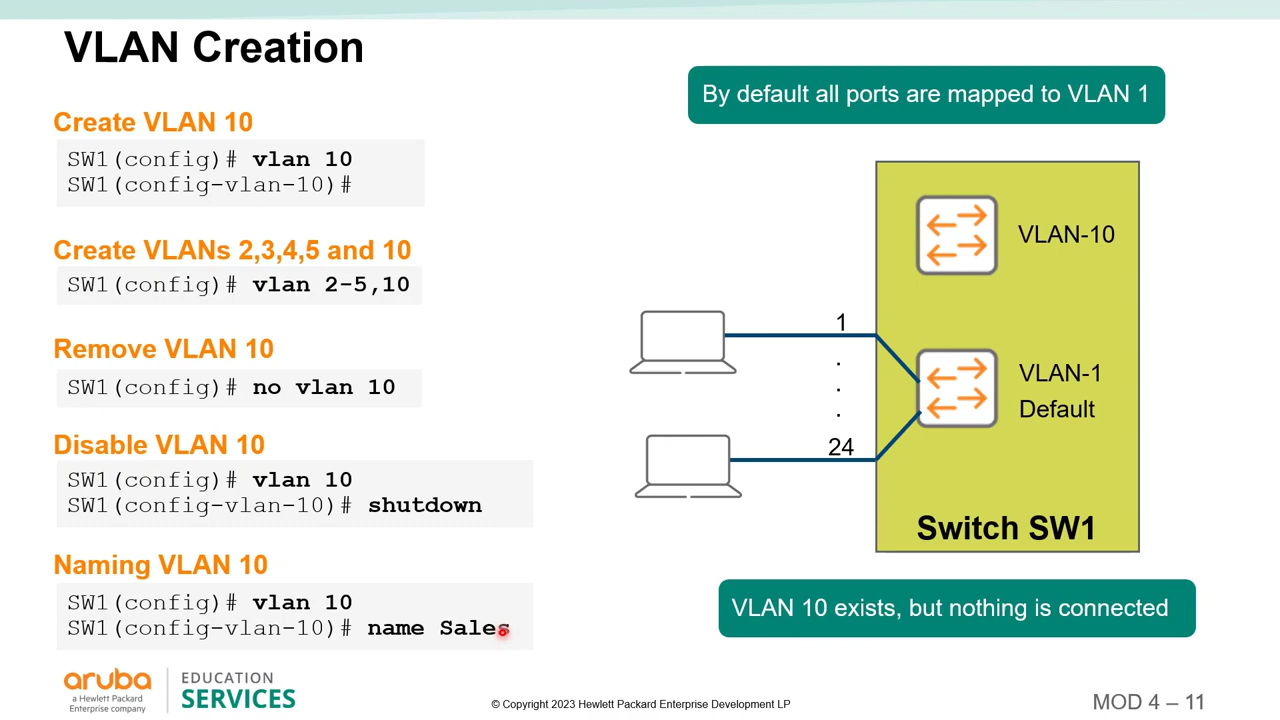 VLAN Creation
Create VLAN 10
SW1(config)# vlan 10
SW1(config-vlan-10)#
Create VLANs 2,3,4,5 and 10
SW1(config)# vlan 2-5,10
Remove VLAN 10
SW1(config)# no vlan 10
Disable VLAN 10
SW1(config)# vlan 10
SW1(config-vlan-10)# shutdown
Naming VLAN 10
SW1(config)# vlan 10
SW1(config-vlan-10)# name Sales
By default all ports are mapped to VLAN 1
VLAN-10
1
.
.
.
24
VLAN-1
Default
Switch SW1
VLAN 10 exists, but nothing is connected
aruba
a Hewlett Packard
Enterprise company
EDUCATION
SERVICES
© Copyright 2023 Hewlett Packard Enterprise Development LP
MOD 4 – 11